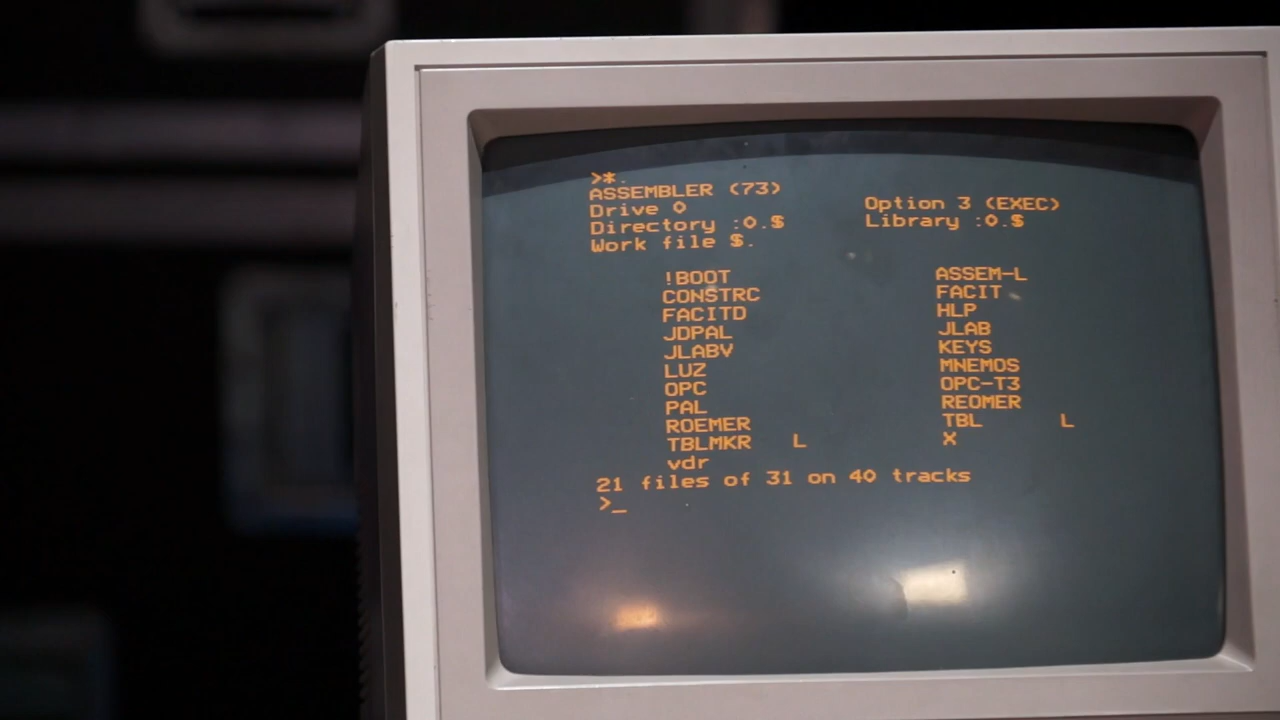 >*.
ASSEMBLER (73)
Drive 0 Option 3 (EXEC)
Directory :0.$ Library :0.$
Work file $.
!BOOT ASSEM-L
CONSTRC FACIT
FACITD HLP
JDPAL JLAB
JLABV KEYS
LUZ MNEMOS
OPC OPC-T3
PAL REOMER
ROEMER TBL L
TBLMKR L X
vdr
21 files of 31 on 40 tracks
>_